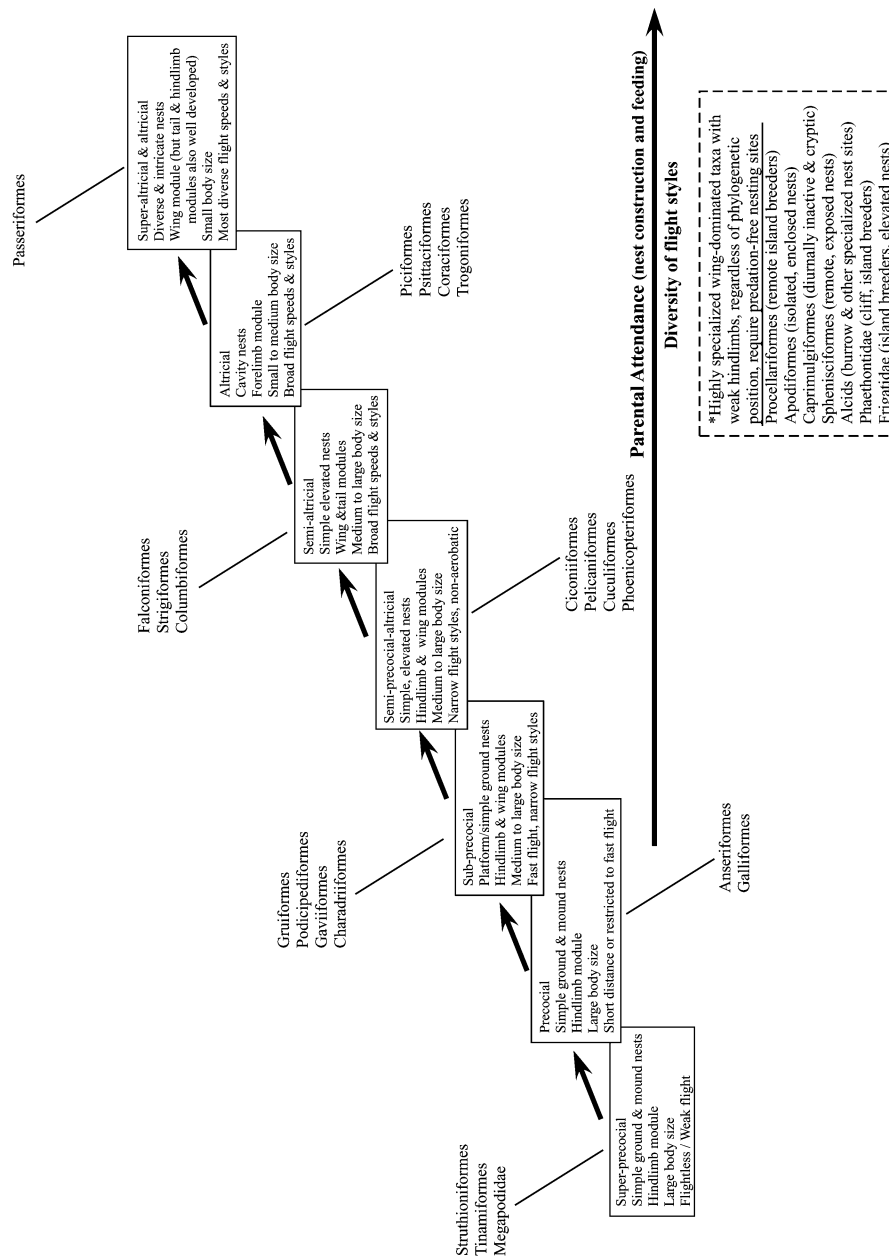 Passeriformes
Super-altricial & altricial
Diverse & intricate nests
Wing module (but tail & hindlimb
modules also well developed)
Small body size
Most diverse flight speeds & styles
Altricial
Cavity nests
Forelimb module
Small to medium body size
Broad flight speeds & styles
Piciformes
Psittaciformes
Coraciformes
Trogoniformes
Falconiformes
Strigiformes
Columbiformes
Semi-altricial
Simple elevated nests
Wing &tail modules
Medium to large body size
Broad flight speeds & styles
Semi-precocial-altricial
Simple, elevated nests
Hindlimb & wing modules
Medium to large body size
Narrow flight styles, non-aerobatic
Ciconiiformes
Pelicaniformes
Cuculiformes
Phoenicopteriformes
Gruiformes
Podicipediformes
Gaviiformes
Charadriiformes
Sub-precocial
Platform/simple ground nests
Hindlimb & wing modules
Medium to large body size
Fast flight, narrow flight styles
Precocial
Simple ground & mound nests
Hindlimb module
Large body size
Short distance or restricted to fast flight
Anseriformes
Galliformes
Struthioniformes
Tinamiformes
Megapodidae
Super-precocial
Simple ground & mound nests
Hindlimb module
Large body size
Flightless / Weak flight
Parental Attendance (nest construction and feeding)
Diversity of flight styles
*Highly specialized wing-dominated taxa with
weak hindlimbs, regardless of phylogenetic
position, require predation-free nesting sites
Procellariformes (remote island breeders)
Apodiformes (isolated, enclosed nests)
Caprimulgiformes (diurnally inactive & cryptic)
Sphenisciformes (remote, exposed nests)
Alcids (burrow & other specialized nest sites)
Phaethontidae (cliff, island breeders)
Frigatidae (island breeders, elevated nests)